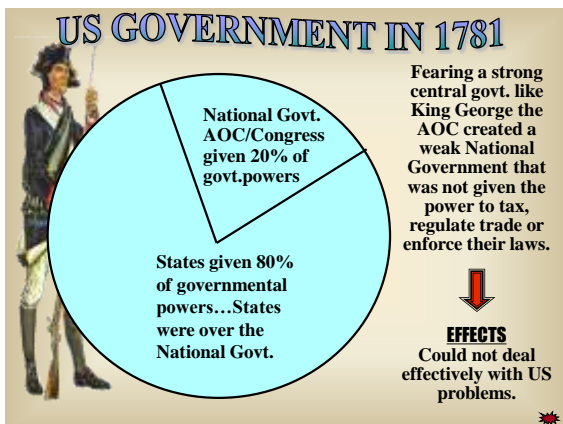 US GOVERNMENT IN 1781
National Govt.
AOC/Congress
given 20% of
govt.powers
States given 80%
of governmental
powers…States
were over the
National Govt.
Fearing a strong
central govt. like
King George the
AOC created a
weak National
Government that
was not given the
power to tax,
regulate trade or
enforce their laws.
EFFECTS
Could not deal
effectively with US
problems.